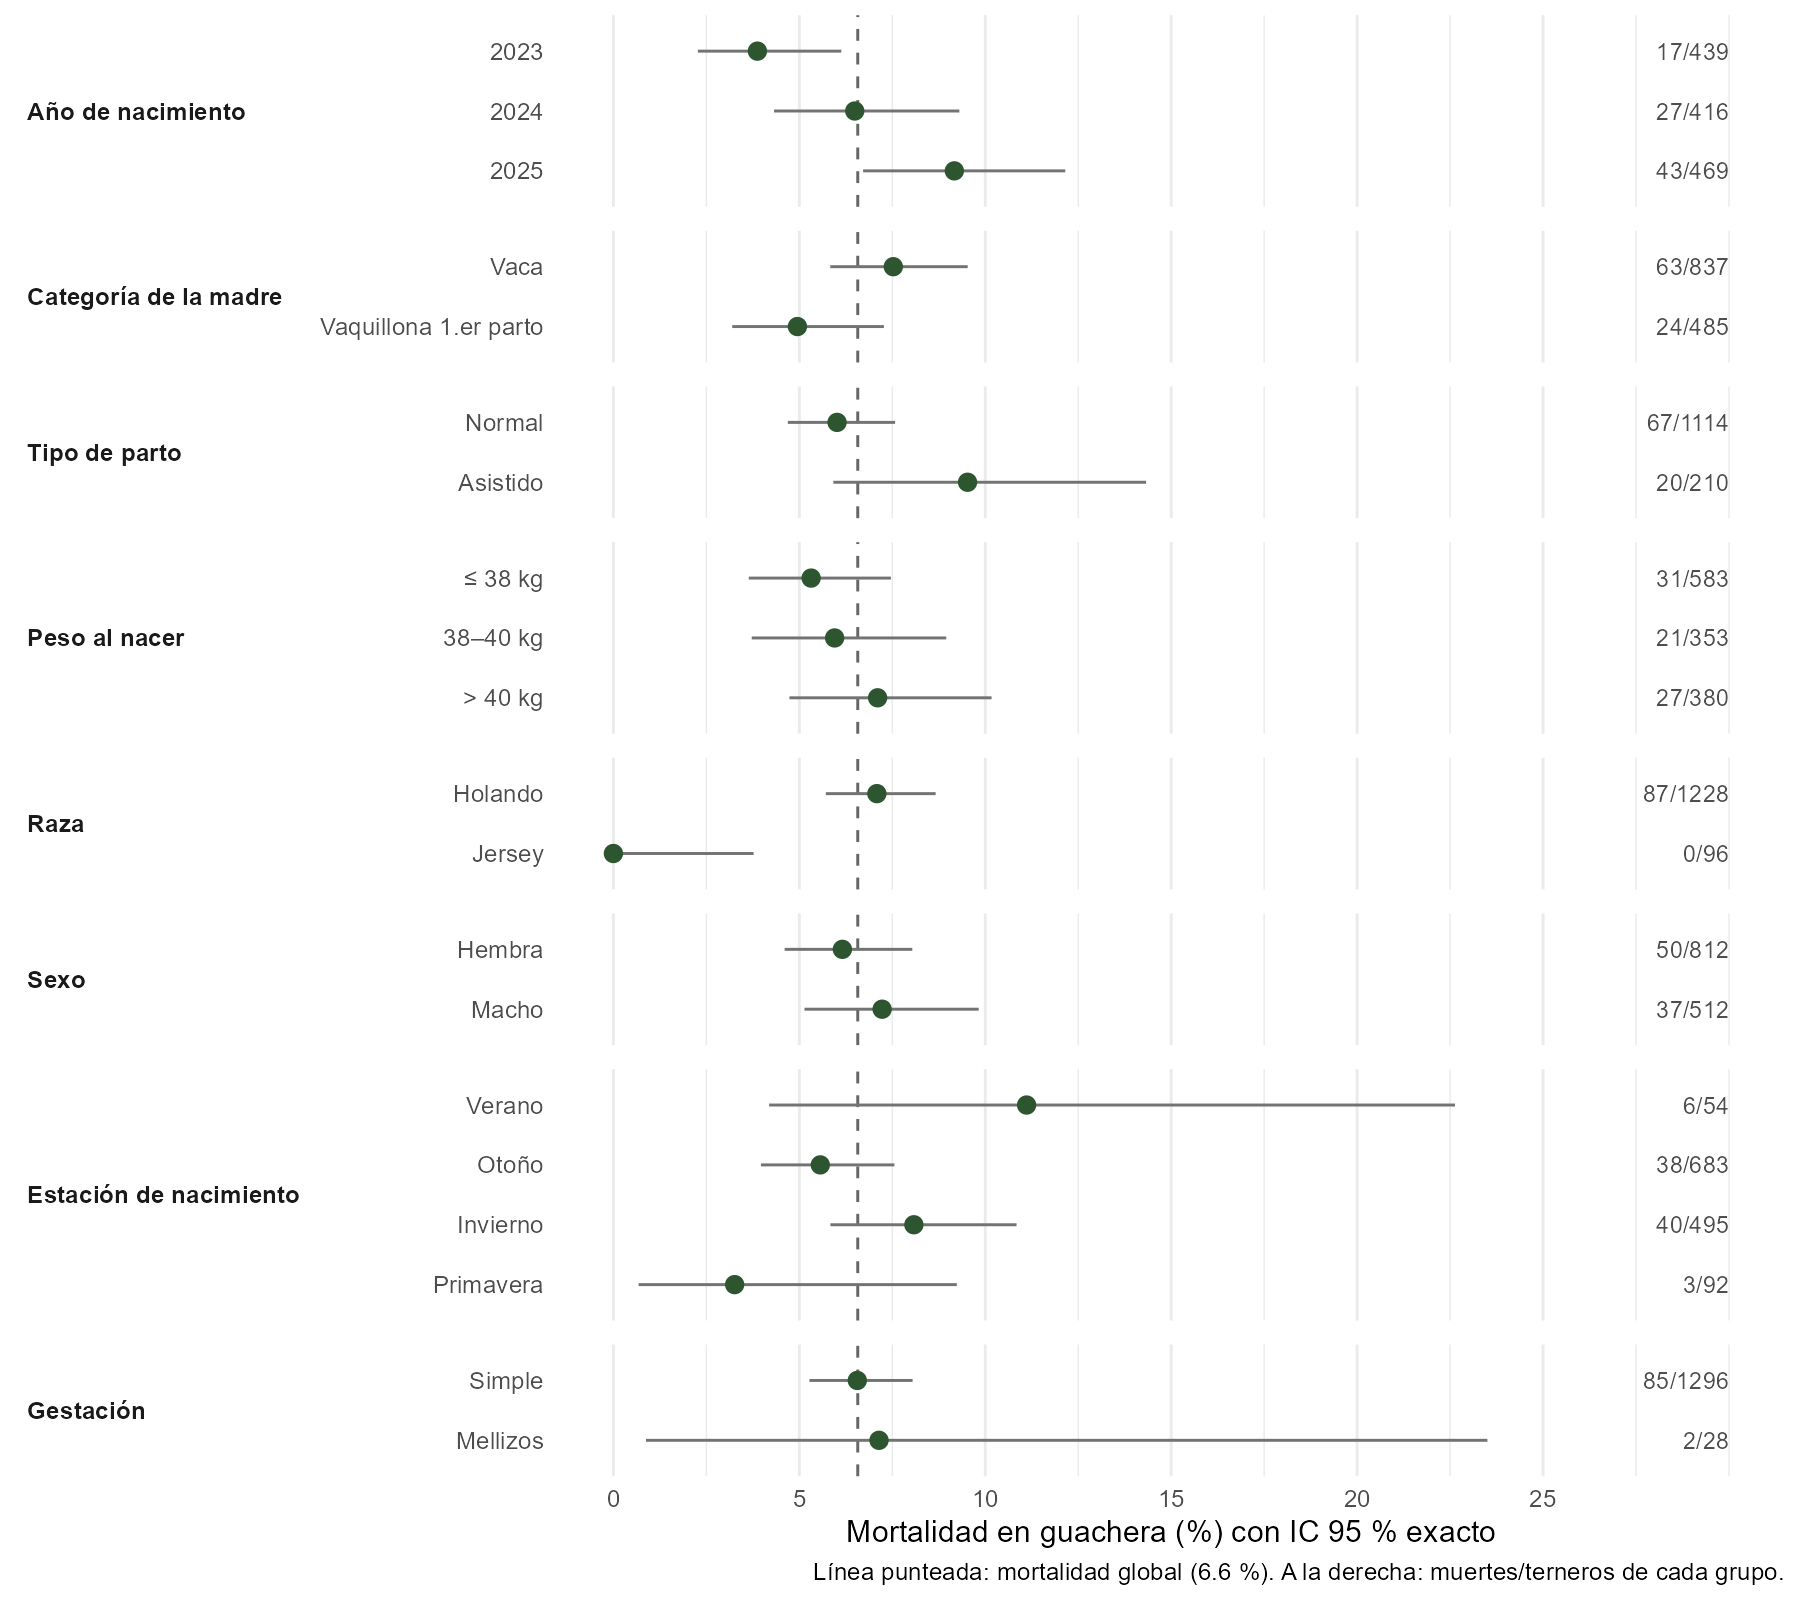 2023 17/439
Año de nacimiento 2024 27/416
2025 43/469
Vaca 63/837
Categoría de la madre
Vaquillona 1.er parto 24/485
Normal 67/1114
Tipo de parto
Asistido 20/210
≤ 38 kg 31/583
Peso al nacer 38–40 kg 21/353
> 40 kg 27/380
Holando 87/1228
Raza
Jersey 0/96
Hembra 50/812
Sexo
Macho 37/512
Verano 6/54
Otoño 38/683
Estación de nacimiento
Invierno 40/495
Primavera 3/92
Simple 85/1296
Gestación
Mellizos 2/28
0 5 10 15 20 25
Mortalidad en guachera (%) con IC 95 % exacto
Línea punteada: mortalidad global (6.6 %). A la derecha: muertes/terneros de cada grupo.